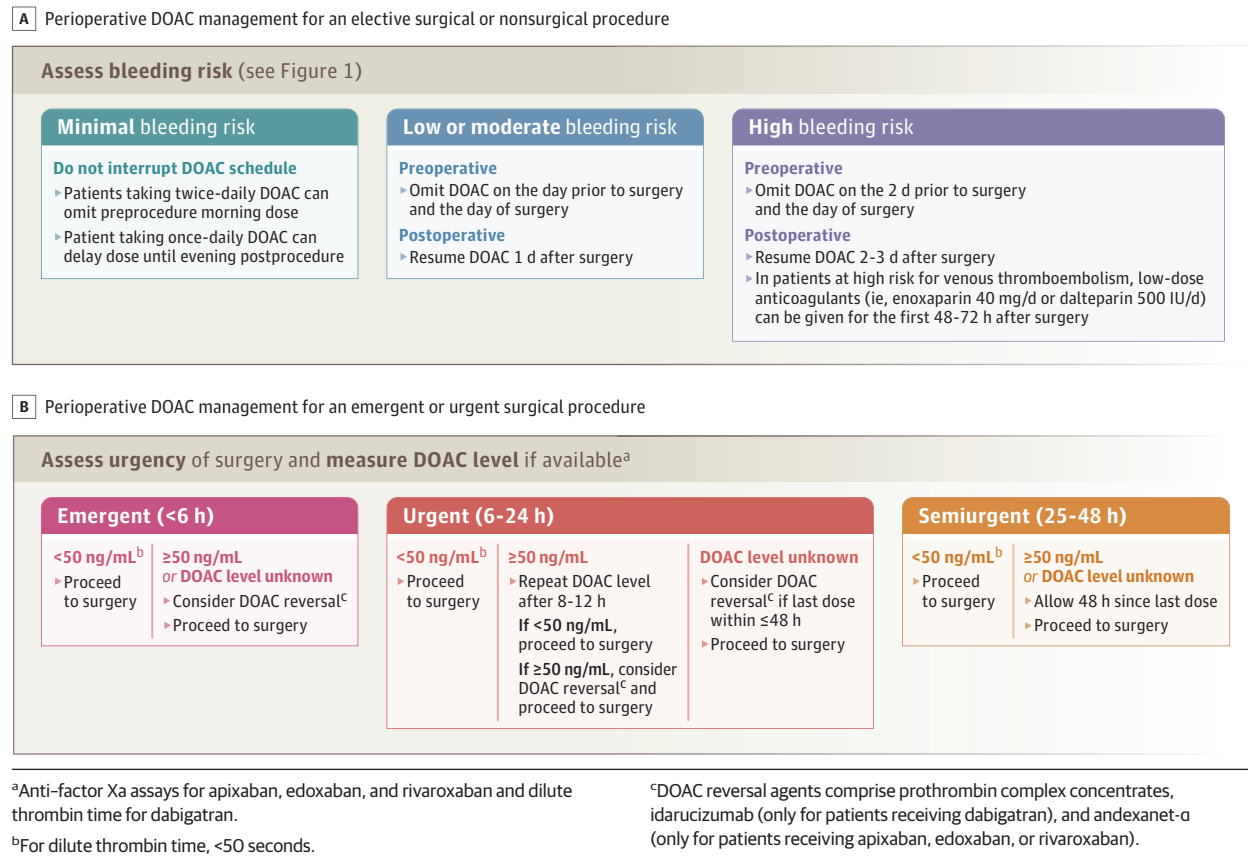 A Perioperative DOAC management for an elective surgical or nonsurgical procedure
Assess bleeding risk (see Figure 1)
Minimal bleeding risk
Do not interrupt DOAC schedule
▸Patients taking twice-daily DOAC can
omit preprocedure morning dose
▸Patient taking once-daily DOAC can
delay dose until evening postprocedure
Low or moderate bleeding risk
Preoperative
▸Omit DOAC on the day prior to surgery
and the day of surgery
Postoperative
▸Resume DOAC 1 d after surgery
High bleeding risk
Preoperative
▸Omit DOAC on the 2 d prior to surgery
and the day of surgery
Postoperative
▸Resume DOAC 2-3 d after surgery
▸In patients at high risk for venous thromboembolism, low-dose
anticoagulants (ie, enoxaparin 40 mg/d or dalteparin 500 IU/d)
can be given for the first 48-72 h after surgery
B Perioperative DOAC management for an emergent or urgent surgical procedure
Assess urgency of surgery and measure DOAC level if availableᵃ
Emergent (<6 h)
<50 ng/mLᵇ
▸Proceed
to surgery
≥50 ng/mL
or DOAC level unknown
▸Consider DOAC reversalᶜ
▸Proceed to surgery
Urgent (6-24 h)
<50 ng/mLᵇ
▸Proceed
to surgery
≥50 ng/mL
▸Repeat DOAC level
after 8-12 h
If <50 ng/mL,
proceed to surgery
If ≥50 ng/mL, consider
DOAC reversalᶜ and
proceed to surgery
DOAC level unknown
▸Consider DOAC
reversalᶜ if last dose
within ≤48 h
▸Proceed to surgery
Semiurgent (25-48 h)
<50 ng/mLᵇ
▸Proceed
to surgery
≥50 ng/mL
or DOAC level unknown
▸Allow 48 h since last dose
▸Proceed to surgery
ᵃAnti–factor Xa assays for apixaban, edoxaban, and rivaroxaban and dilute
thrombin time for dabigatran.
ᵇFor dilute thrombin time, <50 seconds.
ᶜDOAC reversal agents comprise prothrombin complex concentrates,
idarucizumab (only for patients receiving dabigatran), and andexanet-α
(only for patients receiving apixaban, edoxaban, or rivaroxaban).